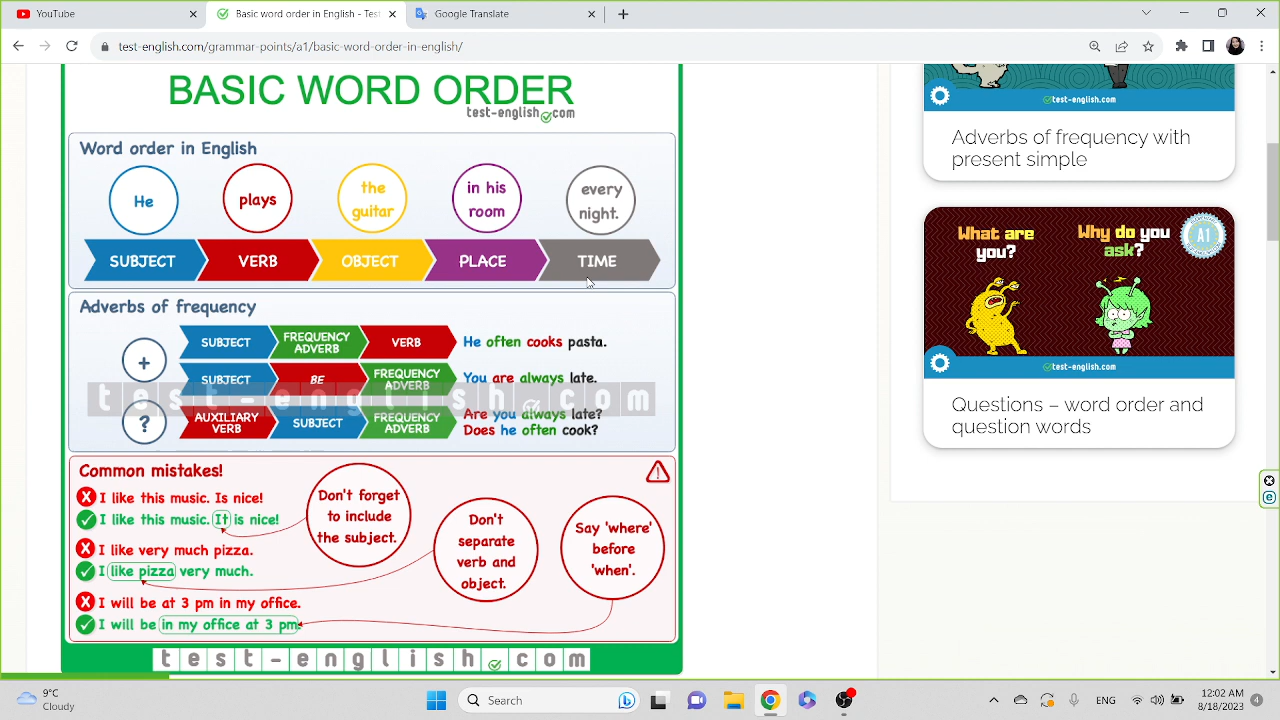 YouTube
Basic word order in English - Test
Google Translate
test-english.com/grammar-points/a1/basic-word-order-in-english/
BASIC WORD ORDER
test-english.com
Word order in English
He
plays
the
guitar
in his
room
every
night.
SUBJECT
VERB
OBJECT
PLACE
TIME
Adverbs of frequency
+
SUBJECT
FREQUENCY
ADVERB
VERB
He often cooks pasta.
SUBJECT
BE
FREQUENCY
ADVERB
You are always late.
test-english.com
?
AUXILIARY
VERB
SUBJECT
FREQUENCY
ADVERB
Are you always late?
Does he often cook?
Common mistakes!
I like this music. Is nice!
I like this music. It is nice!
I like very much pizza.
I like pizza very much.
I will be at 3 pm in my office.
I will be in my office at 3 pm.
Don't forget
to include
the subject.
Don't
separate
verb and
object.
Say 'where'
before
'when'.
test-english.com
test-english.com
Adverbs of frequency with
present simple
What are
you?
Why do you
ask?
A1
test-english.com
Questions – word order and
question words
9°C
Cloudy
Search
ENG
12:02 AM
8/18/2023
4